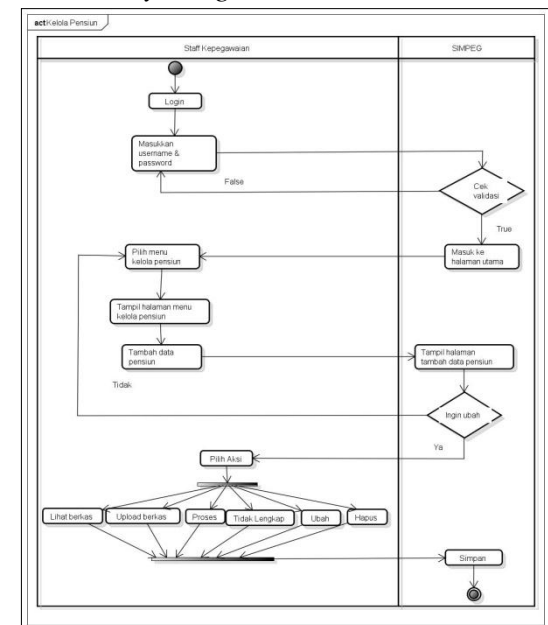 act Kelola Pensiun
Staff Kepegawaian
SIMPEG
Login
Masukkan
username &
password
False
Cek
validasi
True
Pilih menu
kelola pensiun
Masuk ke
halaman utama
Tampil halaman menu
kelola pensiun
Tambah data
pensiun
Tampil halaman
tambah data pensiun
Tidak
Ingin ubah
Ya
Pilih Aksi
Lihat berkas
Upload berkas
Proses
Tidak Lengkap
Ubah
Hapus
Simpan